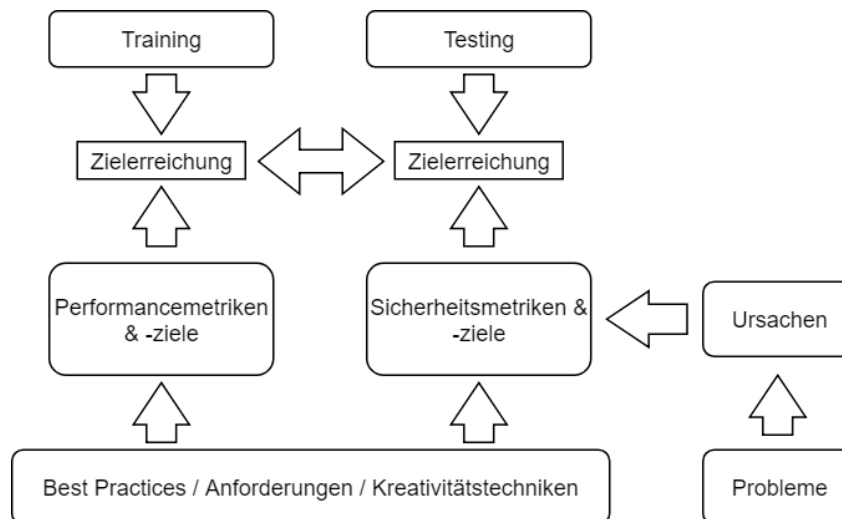 Training
Testing
Zielerreichung
Zielerreichung
Performancemetriken
& -ziele
Sicherheitsmetriken &
-ziele
Ursachen
Best Practices / Anforderungen / Kreativitätstechniken
Probleme